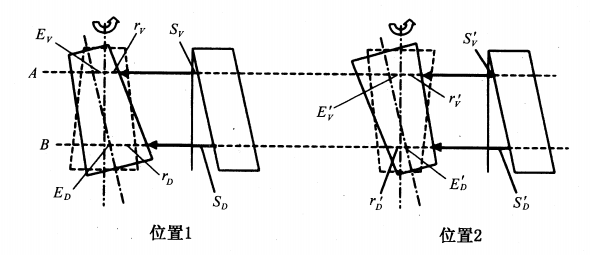 E_V r_V S_V S'_V
A E'_V r'_V
B
E_D r_D S_D r'_D E'_D S'_D
位置1 位置2